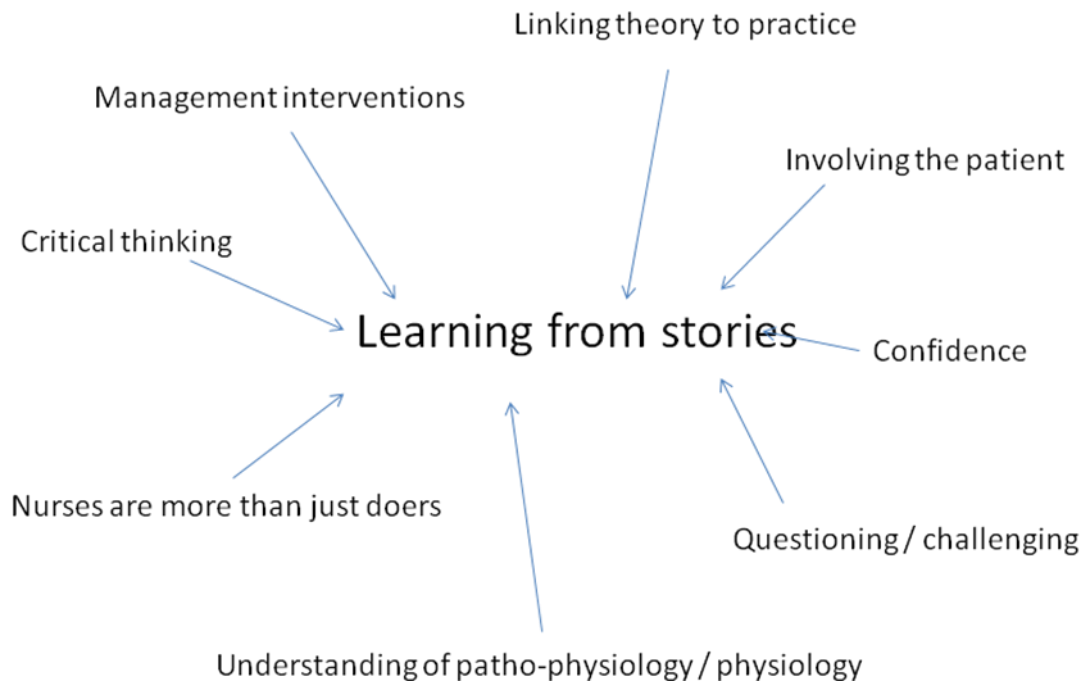 Linking theory to practice
Management interventions
Involving the patient
Critical thinking
Learning from stories
Confidence
Nurses are more than just doers
Questioning / challenging
Understanding of patho-physiology / physiology